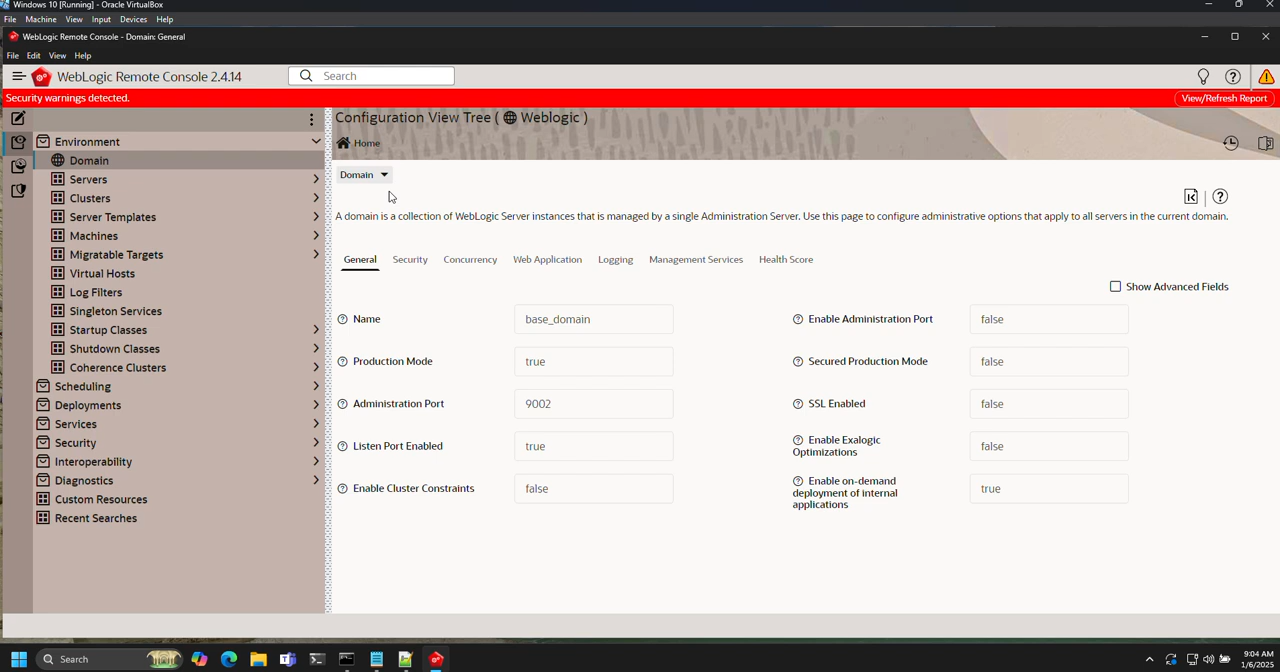 Windows 10 [Running] - Oracle VirtualBox
File Machine View Input Devices Help
WebLogic Remote Console - Domain: General
File Edit View Help
WebLogic Remote Console 2.4.14
Search
Security warnings detected.
View/Refresh Report
Configuration View Tree ( Weblogic )
Home
Environment
Domain
Servers
Clusters
Server Templates
Machines
Migratable Targets
Virtual Hosts
Log Filters
Singleton Services
Startup Classes
Shutdown Classes
Coherence Clusters
Scheduling
Deployments
Services
Security
Interoperability
Diagnostics
Custom Resources
Recent Searches
Domain
A domain is a collection of WebLogic Server instances that is managed by a single Administration Server. Use this page to configure administrative options that apply to all servers in the current domain.
General Security Concurrency Web Application Logging Management Services Health Score
Show Advanced Fields
Name base_domain
Production Mode true
Administration Port 9002
Listen Port Enabled true
Enable Cluster Constraints false
Enable Administration Port false
Secured Production Mode false
SSL Enabled false
Enable Exalogic
Optimizations
false
Enable on-demand
deployment of internal
applications
true
Search
9:04 AM
1/6/2025